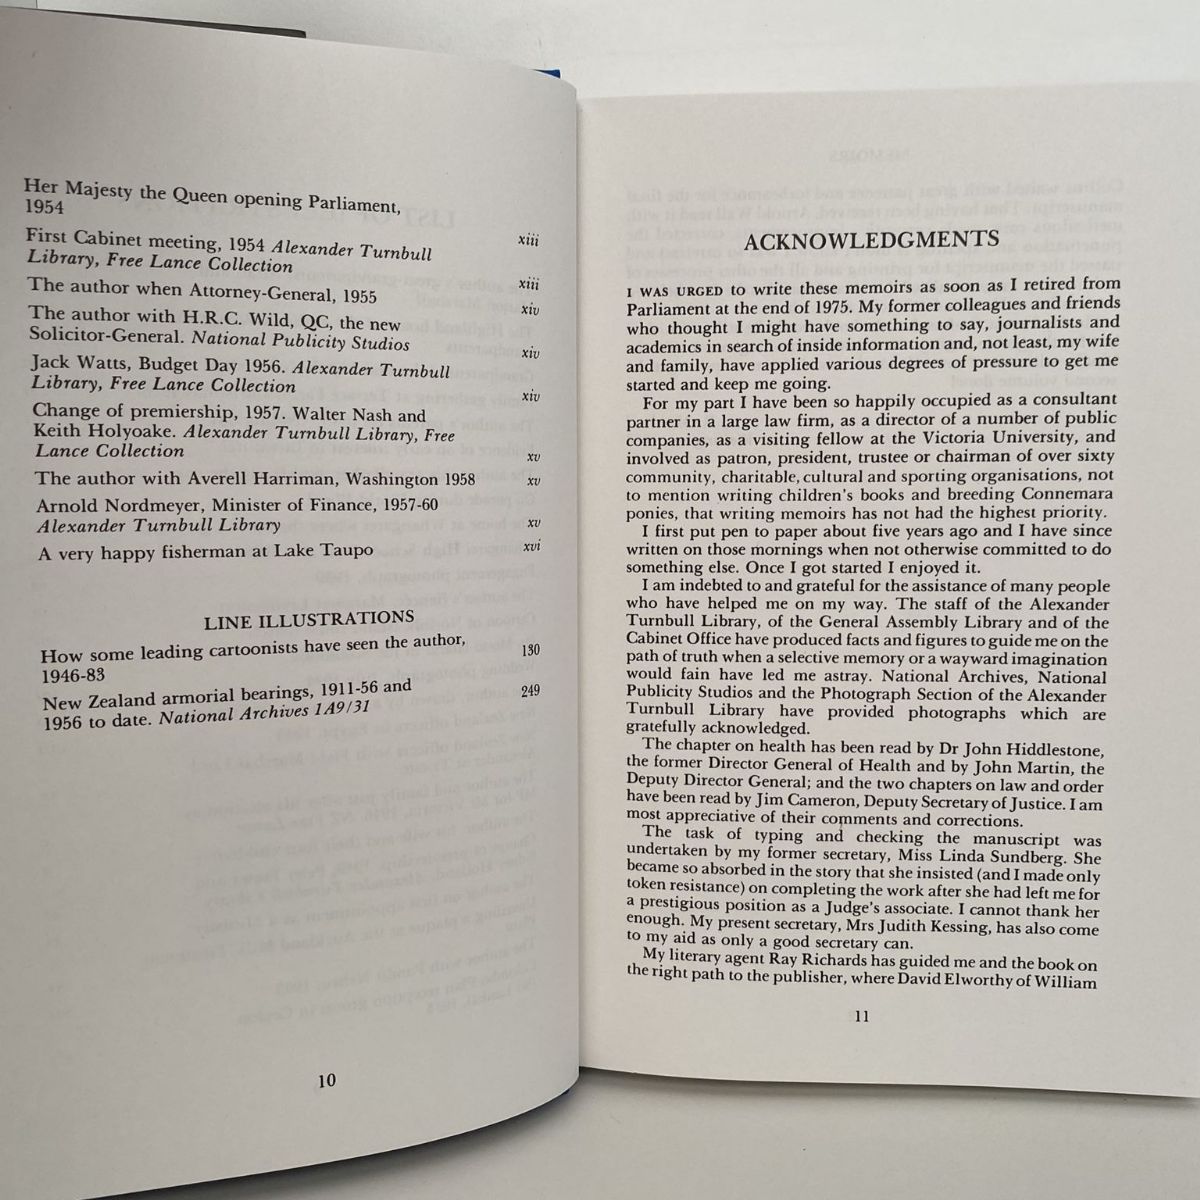 Her Majesty the Queen opening Parliament,
1954
xiii
First Cabinet meeting, 1954 Alexander Turnbull
Library, Free Lance Collection
xiii
The author when Attorney-General, 1955
xiv
The author with H.R.C. Wild, QC, the new
Solicitor-General. National Publicity Studios
xiv
Jack Watts, Budget Day 1956. Alexander Turnbull
Library, Free Lance Collection
xiv
Change of premiership, 1957. Walter Nash and
Keith Holyoake. Alexander Turnbull Library, Free
Lance Collection
xv
The author with Averell Harriman, Washington 1958
xv
Arnold Nordmeyer, Minister of Finance, 1957-60
Alexander Turnbull Library
xv
A very happy fisherman at Lake Taupo
xvi
LINE ILLUSTRATIONS
How some leading cartoonists have seen the author,
1946-83
130
New Zealand armorial bearings, 1911-56 and
1956 to date. National Archives 1A9/31
249
10
ACKNOWLEDGMENTS
I WAS URGED to write these memoirs as soon as I retired from
Parliament at the end of 1975. My former colleagues and friends
who thought I might have something to say, journalists and
academics in search of inside information and, not least, my wife
and family, have applied various degrees of pressure to get me
started and keep me going.
For my part I have been so happily occupied as a consultant
partner in a large law firm, as a director of a number of public
companies, as a visiting fellow at the Victoria University, and
involved as patron, president, trustee or chairman of over sixty
community, charitable, cultural and sporting organisations, not
to mention writing children's books and breeding Connemara
ponies, that writing memoirs has not had the highest priority.
I first put pen to paper about five years ago and I have since
written on those mornings when not otherwise committed to do
something else. Once I got started I enjoyed it.
I am indebted to and grateful for the assistance of many people
who have helped me on my way. The staff of the Alexander
Turnbull Library, of the General Assembly Library and of the
Cabinet Office have produced facts and figures to guide me on the
path of truth when a selective memory or a wayward imagination
would fain have led me astray. National Archives, National
Publicity Studios and the Photograph Section of the Alexander
Turnbull Library have provided photographs which are
gratefully acknowledged.
The chapter on health has been read by Dr John Hiddlestone,
the former Director General of Health and by John Martin, the
Deputy Director General; and the two chapters on law and order
have been read by Jim Cameron, Deputy Secretary of Justice. I am
most appreciative of their comments and corrections.
The task of typing and checking the manuscript was
undertaken by my former secretary, Miss Linda Sundberg. She
became so absorbed in the story that she insisted (and I made only
token resistance) on completing the work after she had left me for
a prestigious position as a Judge's associate. I cannot thank her
enough. My present secretary, Mrs Judith Kessing, has also come
to my aid as only a good secretary can.
My literary agent Ray Richards has guided me and the book on
the right path to the publisher, where David Elworthy of William
11